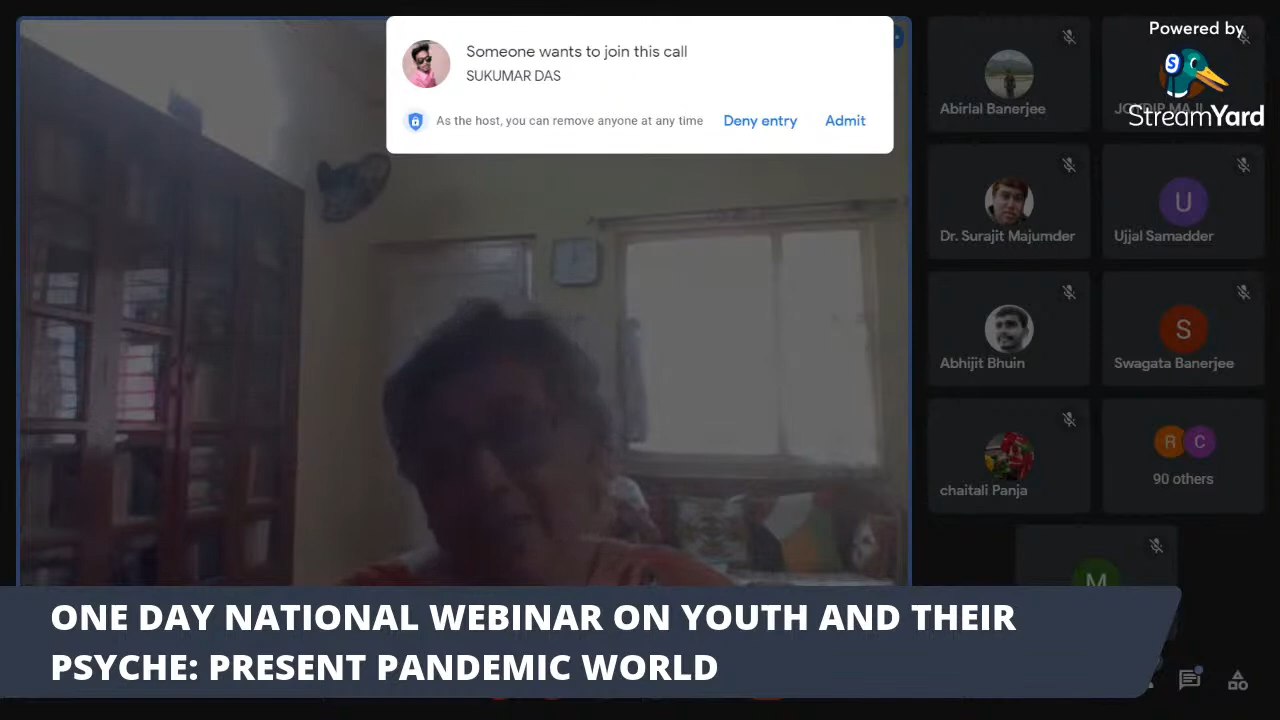 Someone wants to join this call
SUKUMAR DAS
As the host, you can remove anyone at any time
Deny entry
Admit
Powered by
StreamYard
Abirlal Banerjee
Dr. Surajit Majumder
U
Ujjal Samadder
Abhijit Bhuin
S
Swagata Banerjee
chaitali Panja
R C
90 others
M
ONE DAY NATIONAL WEBINAR ON YOUTH AND THEIR
PSYCHE: PRESENT PANDEMIC WORLD